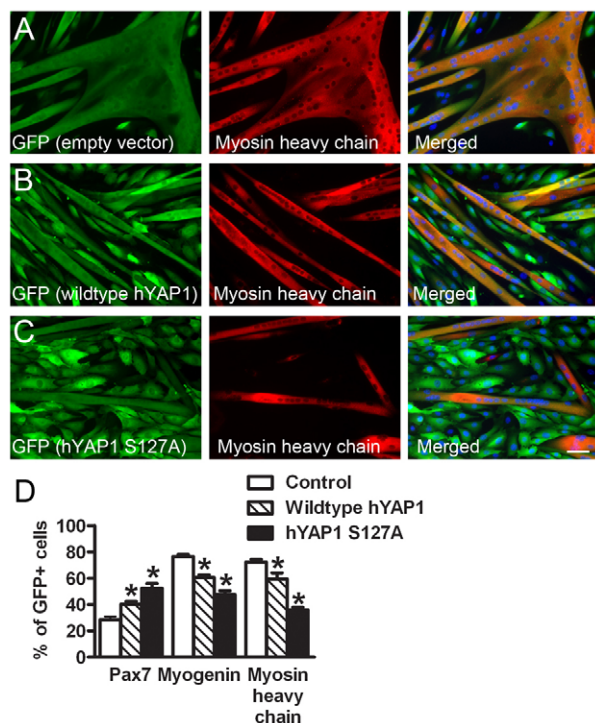 A
GFP (empty vector)
Myosin heavy chain
Merged
B
GFP (wildtype hYAP1)
Myosin heavy chain
Merged
C
GFP (hYAP1 S127A)
Myosin heavy chain
Merged
D
Control
Wildtype hYAP1
hYAP1 S127A
% of GFP+ cells
100
80
60
40
20
0
* * * * * *
Pax7 Myogenin Myosin
heavy
chain